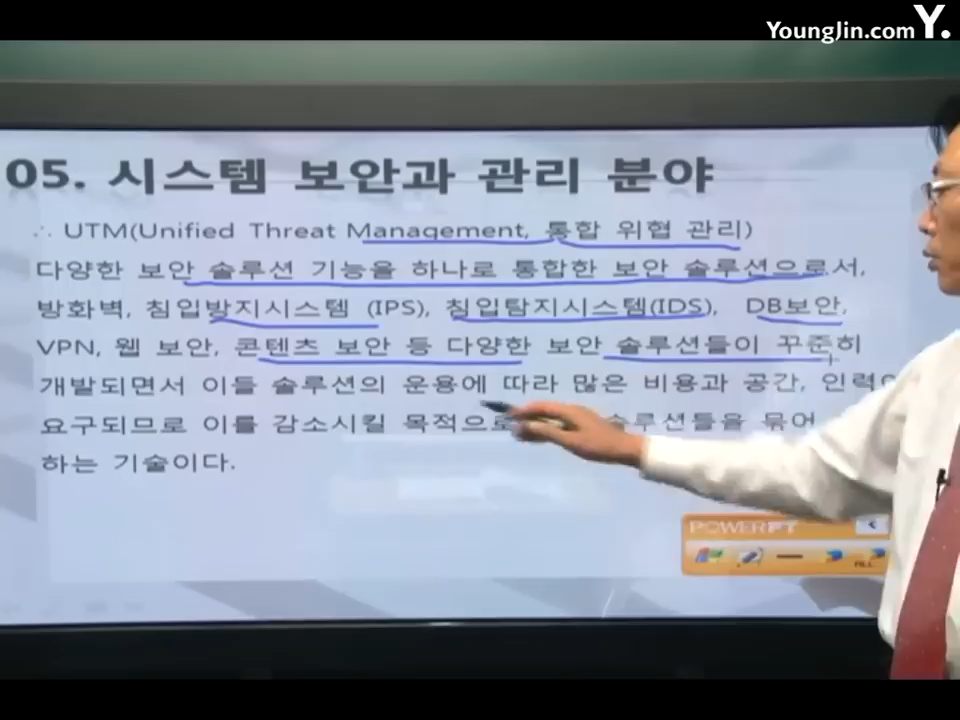 YoungJin.com Y.
05. 시스템 보안과 관리 분야
∴ UTM(Unified Threat Management, 통합 위협 관리)
다양한 보안 솔루션 기능을 하나로 통합한 보안 솔루션으로서,
방화벽, 침입방지시스템 (IPS), 침입탐지시스템(IDS), DB보안,
VPN, 웹 보안, 콘텐츠 보안 등 다양한 보안 솔루션들이 꾸준히
개발되면서 이들 솔루션의 운용에 따라 많은 비용과 공간, 인력이
요구되므로 이를 감소시킬 목적으로 솔루션들을 묶어
하는 기술이다.
POWERPT
ALL